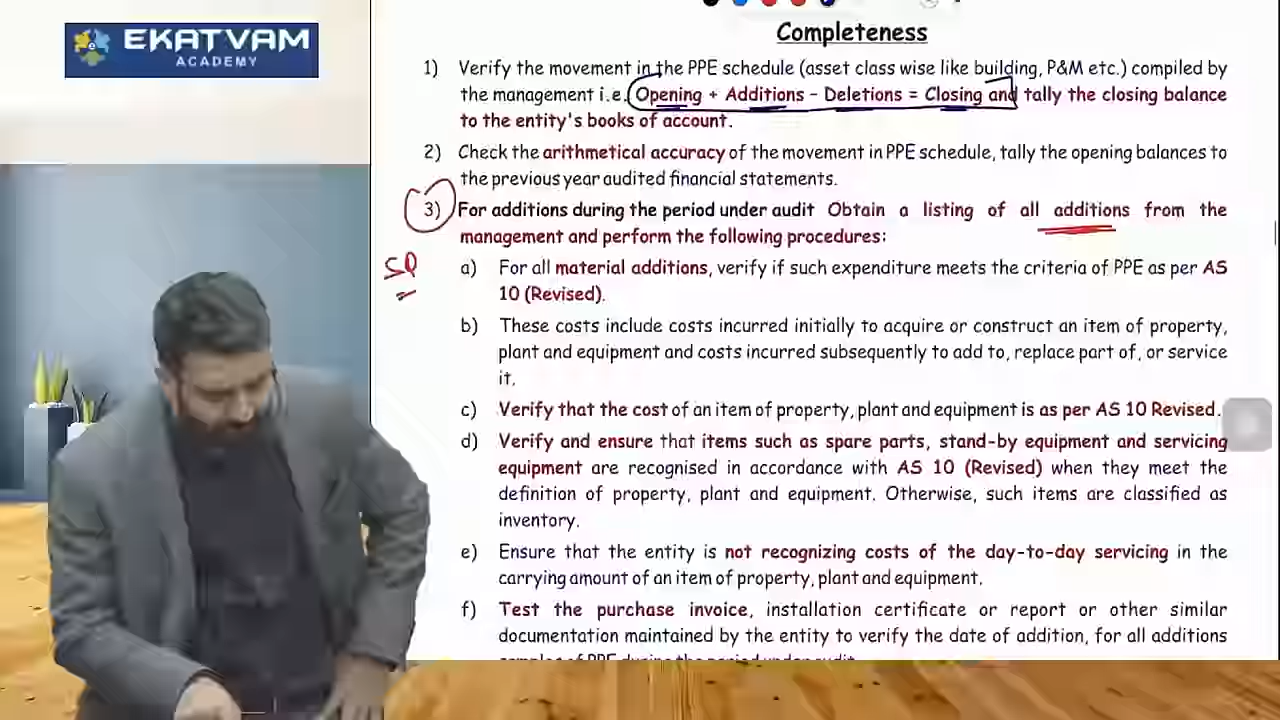 EKATVAM
ACADEMY
Completeness
1) Verify the movement in the PPE schedule (asset class wise like building, P&M etc.) compiled by
the management i.e. Opening + Additions - Deletions = Closing and tally the closing balance
to the entity's books of account.
2) Check the arithmetical accuracy of the movement in PPE schedule, tally the opening balances to
the previous year audited financial statements.
3) For additions during the period under audit Obtain a listing of all additions from the
management and perform the following procedures:
a) For all material additions, verify if such expenditure meets the criteria of PPE as per AS
10 (Revised).
b) These costs include costs incurred initially to acquire or construct an item of property,
plant and equipment and costs incurred subsequently to add to, replace part of, or service
it.
c) Verify that the cost of an item of property, plant and equipment is as per AS 10 Revised.
d) Verify and ensure that items such as spare parts, stand-by equipment and servicing
equipment are recognised in accordance with AS 10 (Revised) when they meet the
definition of property, plant and equipment. Otherwise, such items are classified as
inventory.
e) Ensure that the entity is not recognizing costs of the day-to-day servicing in the
carrying amount of an item of property, plant and equipment.
f) Test the purchase invoice, installation certificate or report or other similar
documentation maintained by the entity to verify the date of addition, for all additions
samples of PPE during the period under audit.